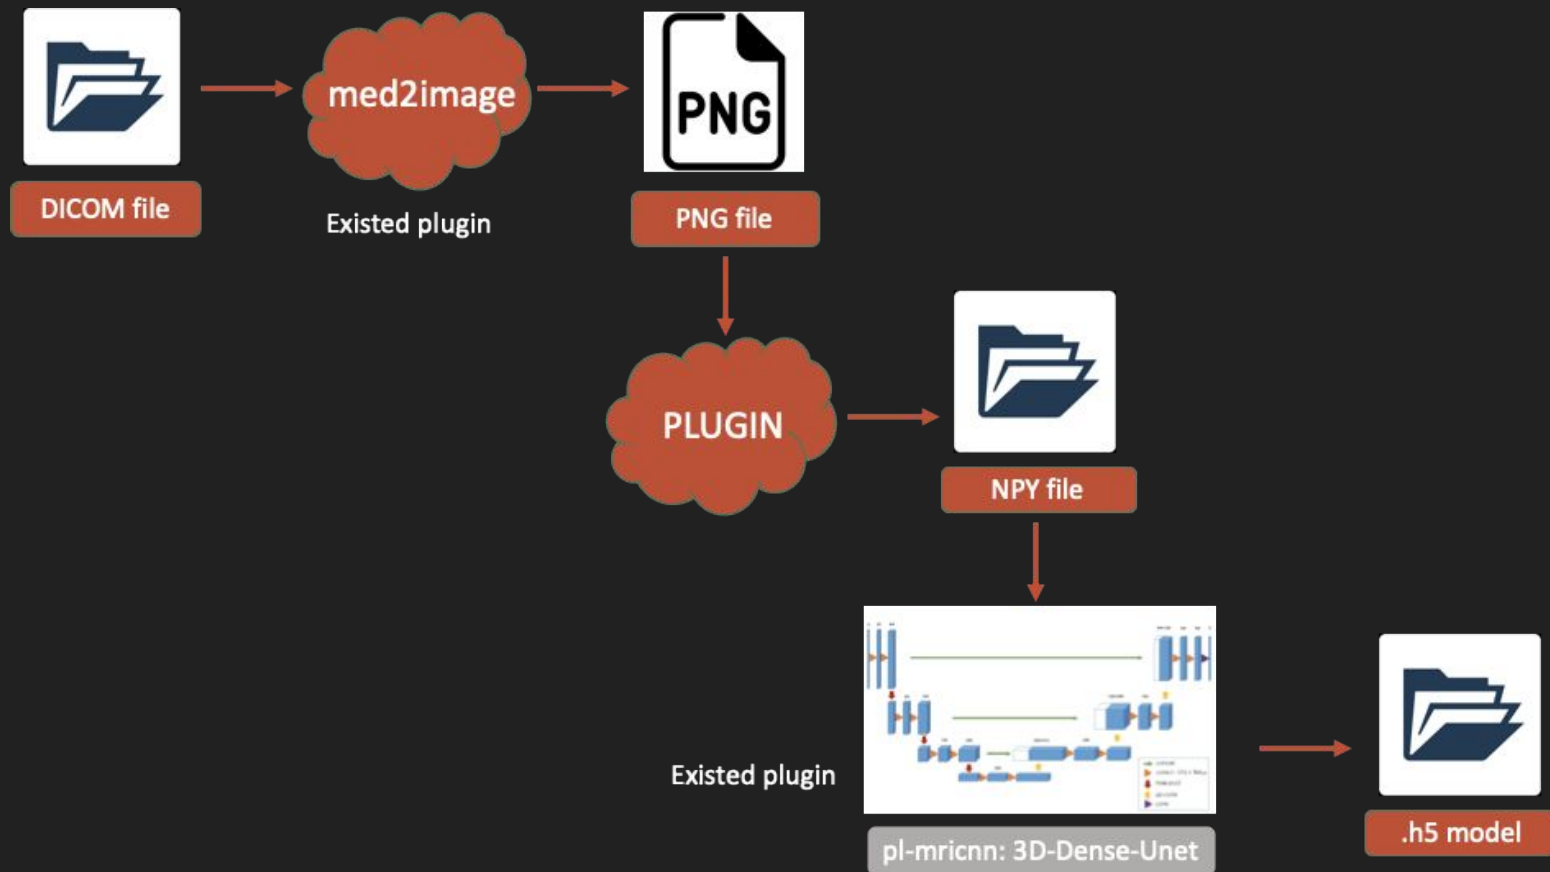 DICOM file
med2image
Existed plugin
PNG
PNG file
PLUGIN
NPY file
Existed plugin
pl-mricnn: 3D-Dense-Unet
.h5 model